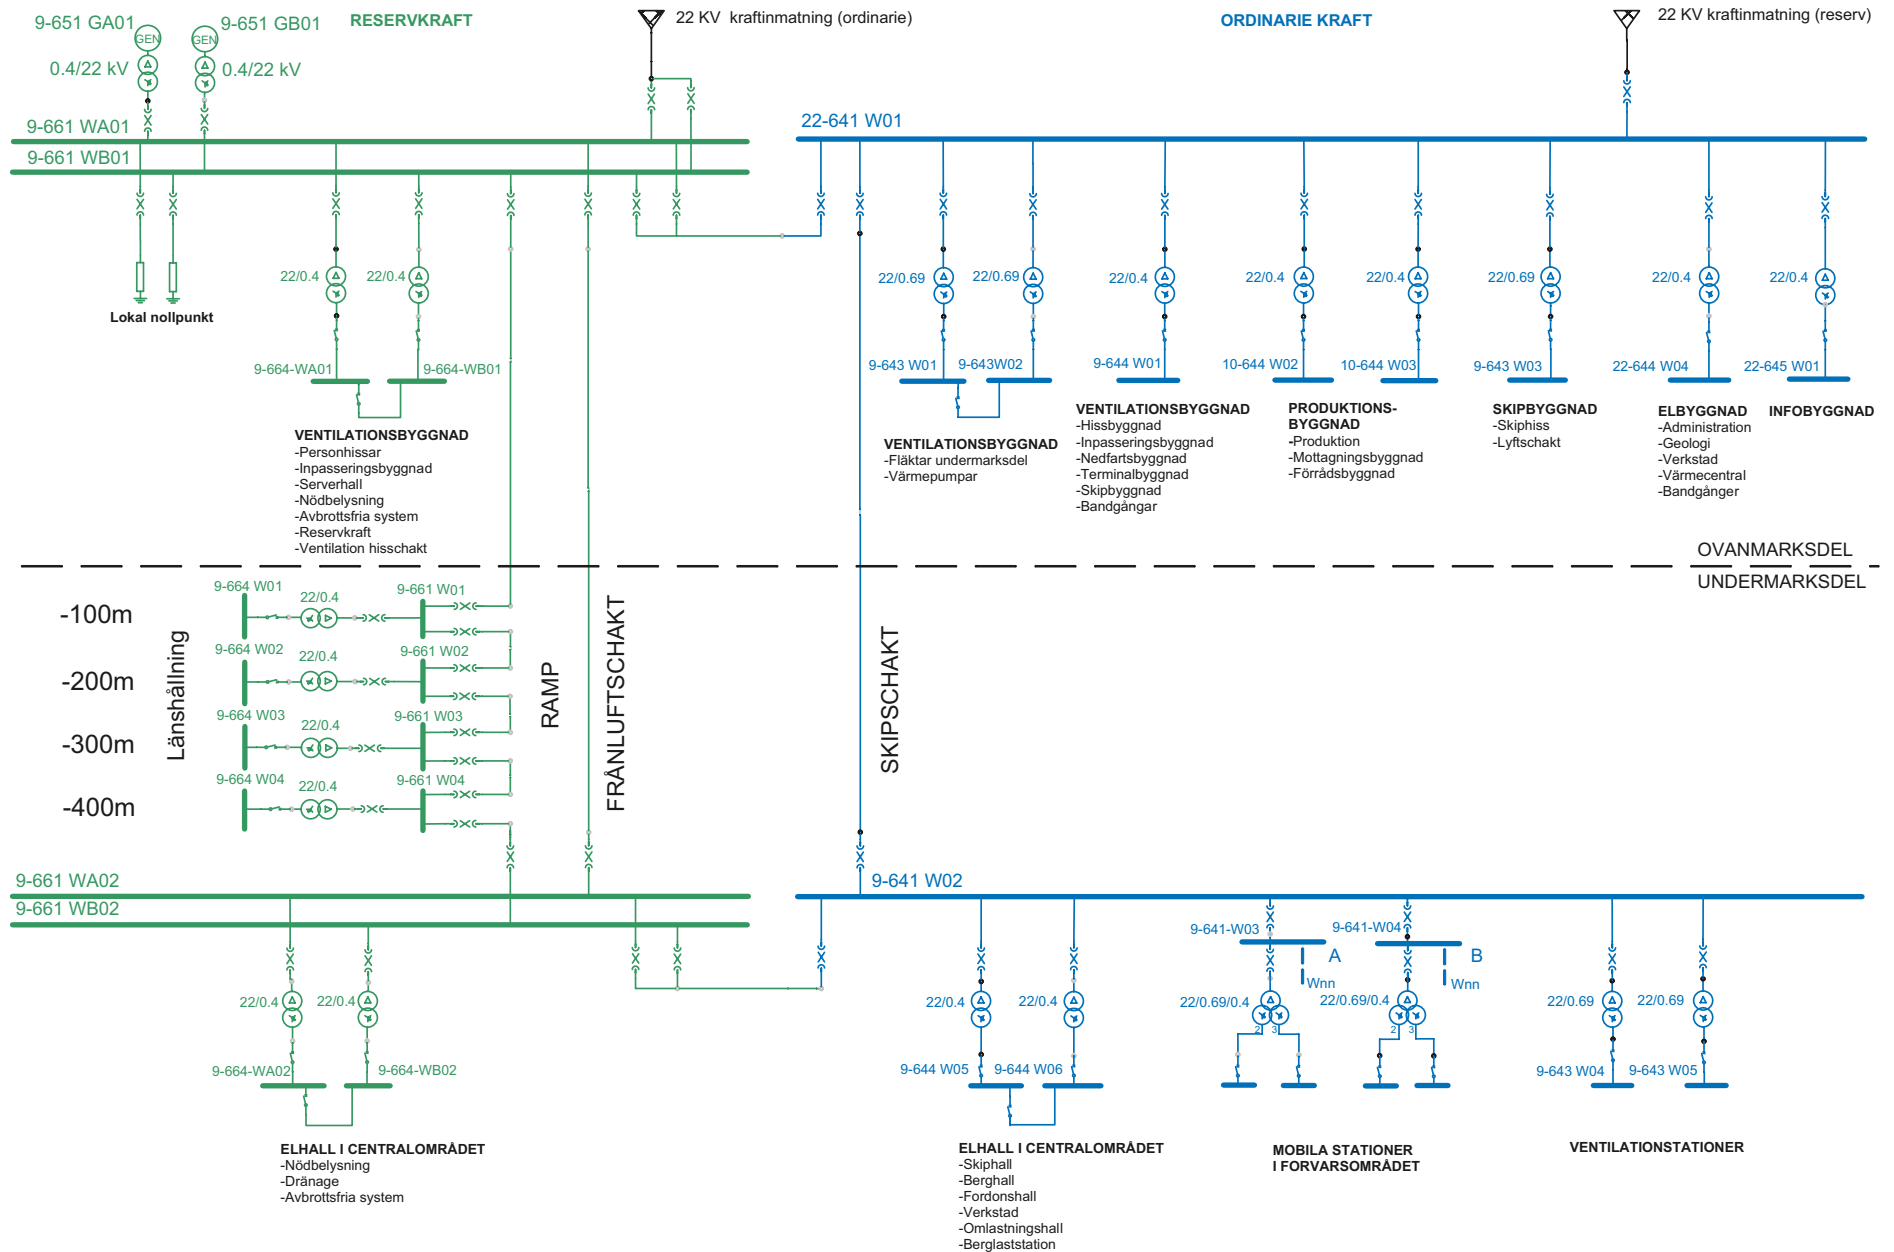 9-651 GA01
9-651 GB01
RESERVKRAFT
22 KV kraftinmatning (ordinarie)
ORDINARIE KRAFT
22 KV kraftinmatning (reserv)
GEN
GEN
0.4/22 kV
0.4/22 kV
9-661 WA01
22-641 W01
9-661 WB01
22/0.4
22/0.4
22/0.69
22/0.69
22/0.4
22/0.4
22/0.4
22/0.69
22/0.4
22/0.4
Lokal nollpunkt
9-664-WA01
9-664-WB01
9-643 W01
9-643W02
9-644 W01
10-644 W02
10-644 W03
9-643 W03
22-644 W04
22-645 W01
VENTILATIONSBYGGNAD
-Personhissar
-Inpasseringsbyggnad
-Serverhall
-Nödbelysning
-Avbrottsfria system
-Reservkraft
-Ventilation hisschakt
VENTILATIONSBYGGNAD
-Fläktar undermarksdel
-Värmepumpar
VENTILATIONSBYGGNAD
-Hissbyggnad
-Inpasseringsbyggnad
-Nedfartsbyggnad
-Terminalbyggnad
-Skipbyggnad
-Bandgångar
PRODUKTIONS-
BYGGNAD
-Produktion
-Mottagningsbyggnad
-Förrådsbyggnad
SKIPBYGGNAD
-Skiphiss
-Lyftschakt
ELBYGGNAD
-Administration
-Geologi
-Verkstad
-Värmecentral
-Bandgånger
INFOBYGGNAD
OVANMARKSDEL
UNDERMARKSDEL
-100m
-200m
-300m
-400m
Länshållning
9-664 W01
22/0.4
9-661 W01
9-664 W02
22/0.4
9-661 W02
9-664 W03
22/0.4
9-661 W03
9-664 W04
22/0.4
9-661 W04
RAMP
FRÅNLUFTSCHAKT
SKIPSCHAKT
9-661 WA02
9-641 W02
9-661 WB02
9-641-W03
9-641-W04
A
B
Wnn
Wnn
22/0.4
22/0.4
22/0.4
22/0.4
22/0.69/0.4
22/0.69/0.4
22/0.69
22/0.69
2
3
2
3
9-664-WA02
9-664-WB02
9-644 W05
9-644 W06
9-643 W04
9-643 W05
ELHALL I CENTRALOMRÅDET
-Nödbelysning
-Dränage
-Avbrottsfria system
ELHALL I CENTRALOMRÅDET
-Skiphall
-Berghall
-Fordonshall
-Verkstad
-Omlastningshall
-Berglaststation
MOBILA STATIONER
I FORVARSOMRÅDET
VENTILATIONSTATIONER